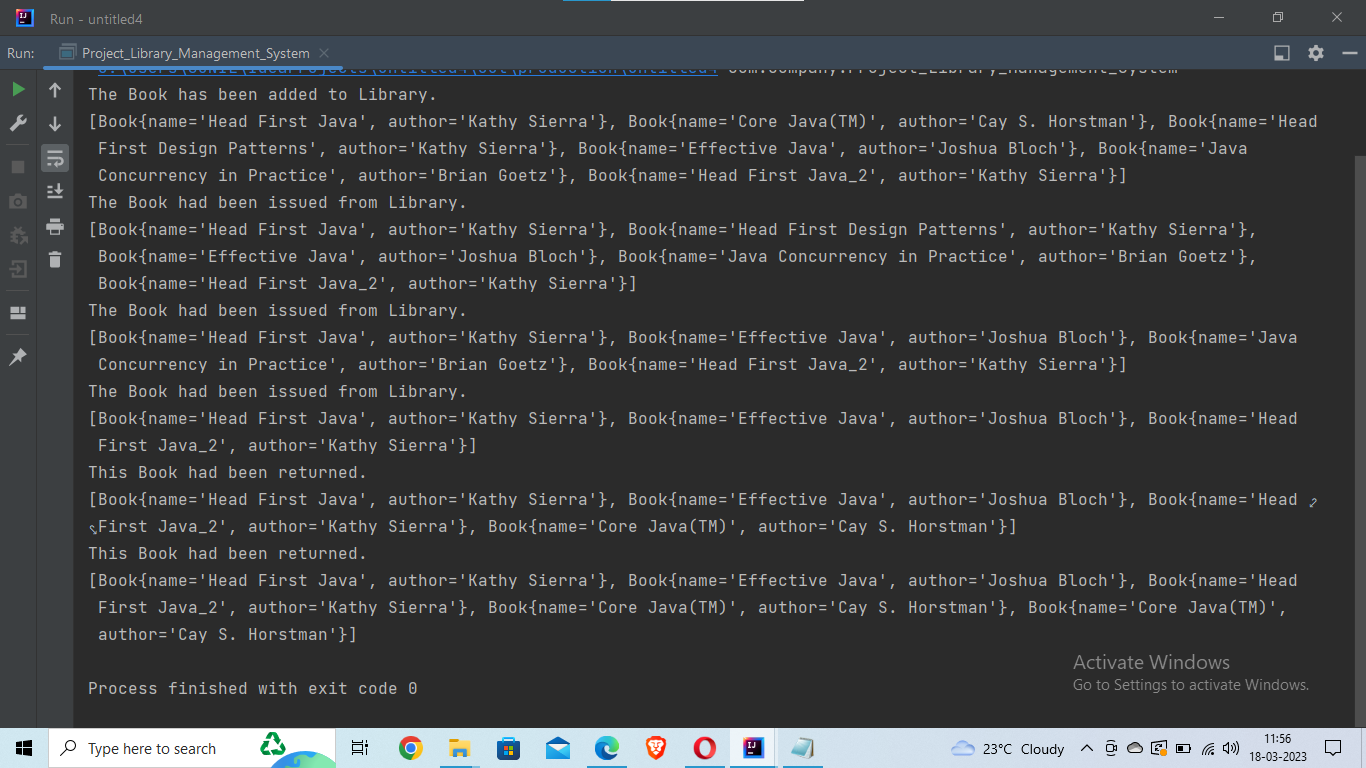 Run - untitled4
Run:
Project_Library_Management_System
The Book has been added to Library.
[Book{name='Head First Java', author='Kathy Sierra'}, Book{name='Core Java(TM)', author='Cay S. Horstman'}, Book{name='Head
First Design Patterns', author='Kathy Sierra'}, Book{name='Effective Java', author='Joshua Bloch'}, Book{name='Java
Concurrency in Practice', author='Brian Goetz'}, Book{name='Head First Java_2', author='Kathy Sierra'}]
The Book had been issued from Library.
[Book{name='Head First Java', author='Kathy Sierra'}, Book{name='Head First Design Patterns', author='Kathy Sierra'},
Book{name='Effective Java', author='Joshua Bloch'}, Book{name='Java Concurrency in Practice', author='Brian Goetz'},
Book{name='Head First Java_2', author='Kathy Sierra'}]
The Book had been issued from Library.
[Book{name='Head First Java', author='Kathy Sierra'}, Book{name='Effective Java', author='Joshua Bloch'}, Book{name='Java
Concurrency in Practice', author='Brian Goetz'}, Book{name='Head First Java_2', author='Kathy Sierra'}]
The Book had been issued from Library.
[Book{name='Head First Java', author='Kathy Sierra'}, Book{name='Effective Java', author='Joshua Bloch'}, Book{name='Head
First Java_2', author='Kathy Sierra'}]
This Book had been returned.
[Book{name='Head First Java', author='Kathy Sierra'}, Book{name='Effective Java', author='Joshua Bloch'}, Book{name='Head
First Java_2', author='Kathy Sierra'}, Book{name='Core Java(TM)', author='Cay S. Horstman'}]
This Book had been returned.
[Book{name='Head First Java', author='Kathy Sierra'}, Book{name='Effective Java', author='Joshua Bloch'}, Book{name='Head
First Java_2', author='Kathy Sierra'}, Book{name='Core Java(TM)', author='Cay S. Horstman'}, Book{name='Core Java(TM)',
author='Cay S. Horstman'}]
Process finished with exit code 0
Activate Windows
Go to Settings to activate Windows.
Type here to search
23°C Cloudy
11:56
18-03-2023